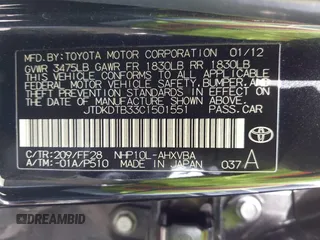 MFD.BY:TOYOTA MOTOR CORPORATION 01/12
GVWR 3475LB GAWR FR 1830LB RR 1830LB
THIS VEHICLE CONFORMS TO ALL APPLICABLE
FEDERAL MOTOR VEHICLE SAFETY, BUMPER, AND
THEFT PREVENTION STANDARDS IN EFFECT ON
THE DATE OF MANUFACTURE SHOWN ABOVE.
JTDKDTB33C1501551 PASS.CAR
C/TR:209/FF28 NHP10L-AHXVBA
A/TM:-01A/P510 MADE IN JAPAN 037 A
TOYOTA
DREAMBID